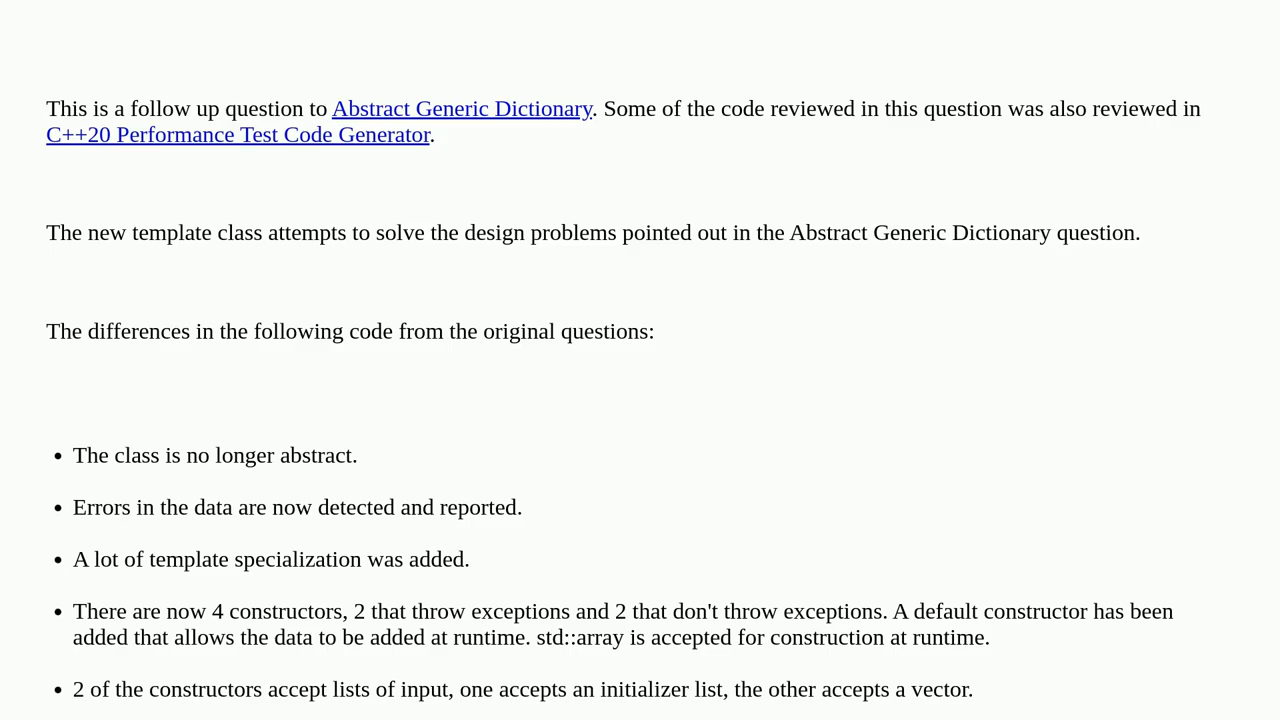 This is a follow up question to Abstract Generic Dictionary. Some of the code reviewed in this question was also reviewed in
C++20 Performance Test Code Generator.
The new template class attempts to solve the design problems pointed out in the Abstract Generic Dictionary question.
The differences in the following code from the original questions:
• The class is no longer abstract.
• Errors in the data are now detected and reported.
• A lot of template specialization was added.
• There are now 4 constructors, 2 that throw exceptions and 2 that don't throw exceptions. A default constructor has been
added that allows the data to be added at runtime. std::array is accepted for construction at runtime.
• 2 of the constructors accept lists of input, one accepts an initializer list, the other accepts a vector.